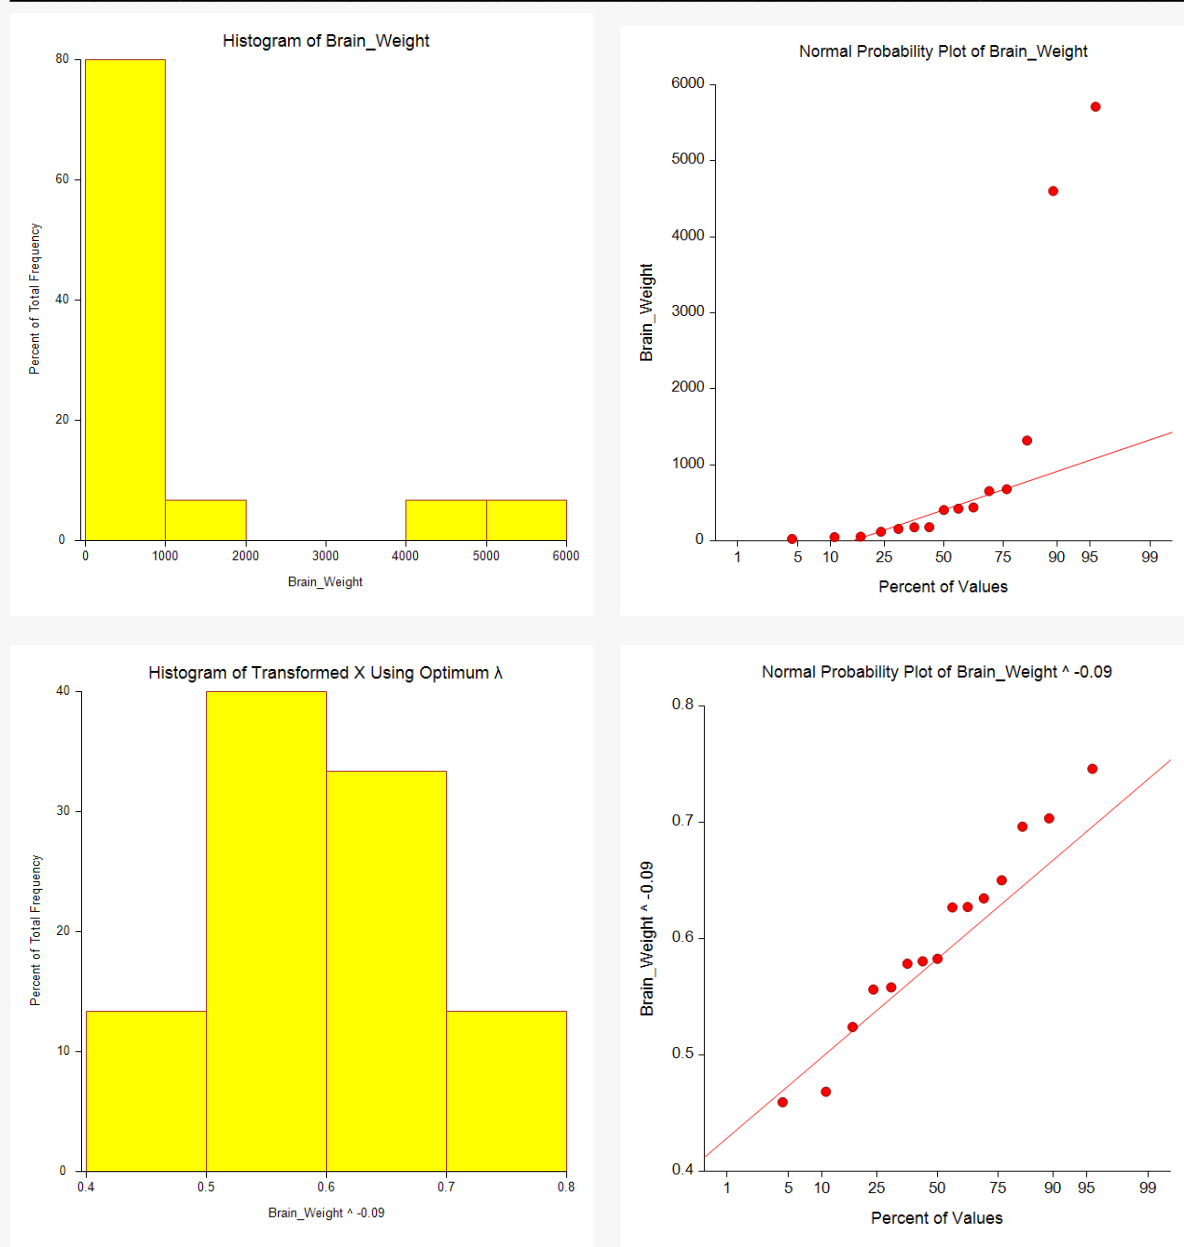 Histogram of Brain_Weight
Percent of Total Frequency
80
60
40
20
0
0 1000 2000 3000 4000 5000 6000
Brain_Weight
Normal Probability Plot of Brain_Weight
Brain_Weight
6000
5000
4000
3000
2000
1000
0
1 5 10 25 50 75 90 95 99
Percent of Values
Histogram of Transformed X Using Optimum λ
Percent of Total Frequency
40
30
20
10
0
0.4 0.5 0.6 0.7 0.8
Brain_Weight ^ -0.09
Normal Probability Plot of Brain_Weight ^ -0.09
Brain_Weight ^ -0.09
0.8
0.7
0.6
0.5
0.4
1 5 10 25 50 75 90 95 99
Percent of Values